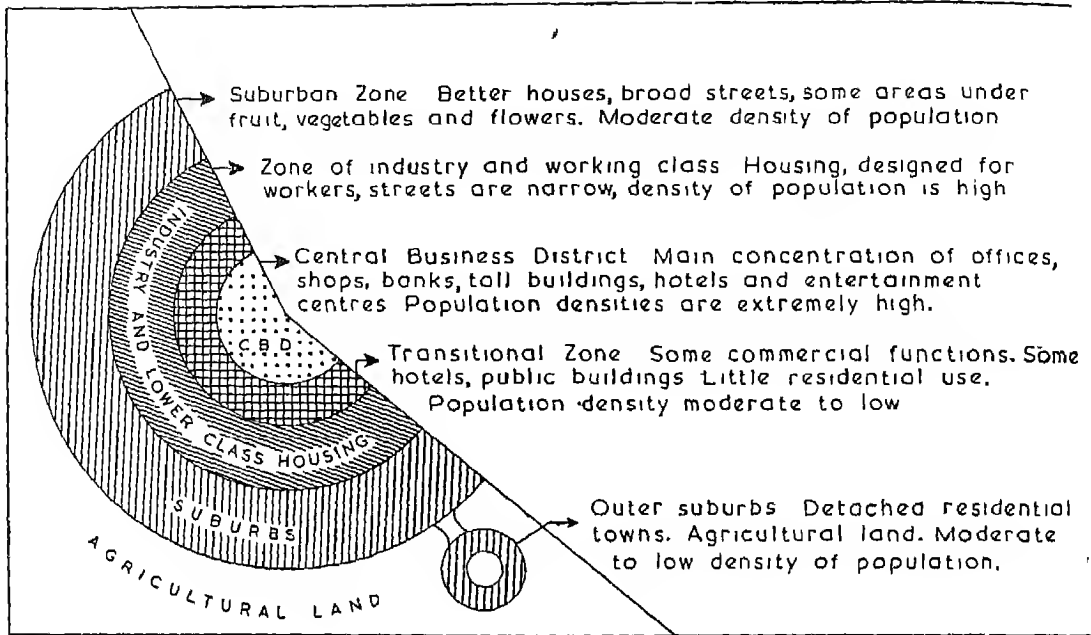 Suburban Zone Better houses, broad streets, some areas under
fruit, vegetables and flowers. Moderate density of population
Zone of industry and working class Housing, designed for
workers, streets are narrow, density of population is high
Central Business District Main concentration of offices,
shops, banks, tall buildings, hotels and entertainment
centres Population densities are extremely high.
CBD
Transitional Zone Some commercial functions. Some
hotels, public buildings Little residential use.
Population density moderate to low
INDUSTRY AND LOWER CLASS HOUSING
SUBURBS
AGRICULTURAL LAND
Outer suburbs Detached residential
towns. Agricultural land. Moderate
to low density of population.